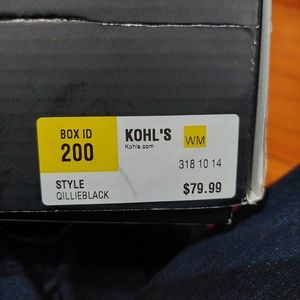 BOX ID
200
KOHL'S
Kohls.com
WM
318 10 14
STYLE
QILLIEBLACK
$79.99